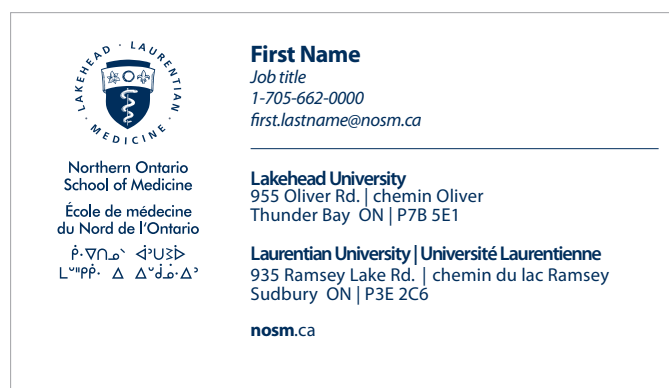 LAKEHEAD · LAURENTIAN · MEDICINE ·
Northern Ontario
School of Medicine
École de médecine
du Nord de l'Ontario
First Name
Job title
1-705-662-0000
first.lastname@nosm.ca
Lakehead University
955 Oliver Rd. | chemin Oliver
Thunder Bay ON | P7B 5E1
Laurentian University | Université Laurentienne
935 Ramsey Lake Rd. | chemin du lac Ramsey
Sudbury ON | P3E 2C6
nosm.ca